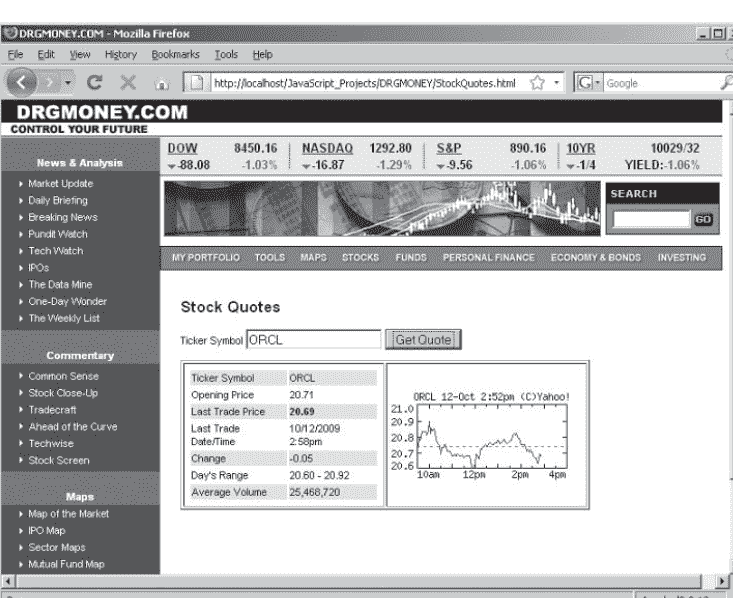 DRGMONEY.COM - Mozilla Firefox
File Edit View History Bookmarks Tools Help
http://localhost/JavaScript_Projects/DRGMONEY/StockQuotes.html
G Google
DRGMONEY.COM
CONTROL YOUR FUTURE
DOW 8450.16 NASDAQ 1292.80 S&P 890.16 10YR 10029/32
-88.08 -1.03% -16.87 -1.29% -9.56 -1.06% -1/4 YIELD:-1.06%
SEARCH
GO
MY PORTFOLIO TOOLS MAPS STOCKS FUNDS PERSONAL FINANCE ECONOMY & BONDS INVESTING
News & Analysis
Market Update
Daily Briefing
Breaking News
Pundit Watch
Tech Watch
IPOs
The Data Mine
One-Day Wonder
The Weekly List
Commentary
Common Sense
Stock Close-Up
Tradecraft
Ahead of the Curve
Techwise
Stock Screen
Maps
Map of the Market
IPO Map
Sector Maps
Mutual Fund Map
Stock Quotes
Ticker Symbol ORCL Get Quote
Ticker Symbol ORCL
Opening Price 20.71
Last Trade Price 20.69
Last Trade 10/12/2009
Date/Time 2:58pm
Change -0.05
Day's Range 20.60 - 20.92
Average Volume 25,468,720
ORCL 12-Oct 2:52pm (C)Yahoo!
21.0
20.9
20.8
20.7
20.6
10am 12pm 2pm 4pm